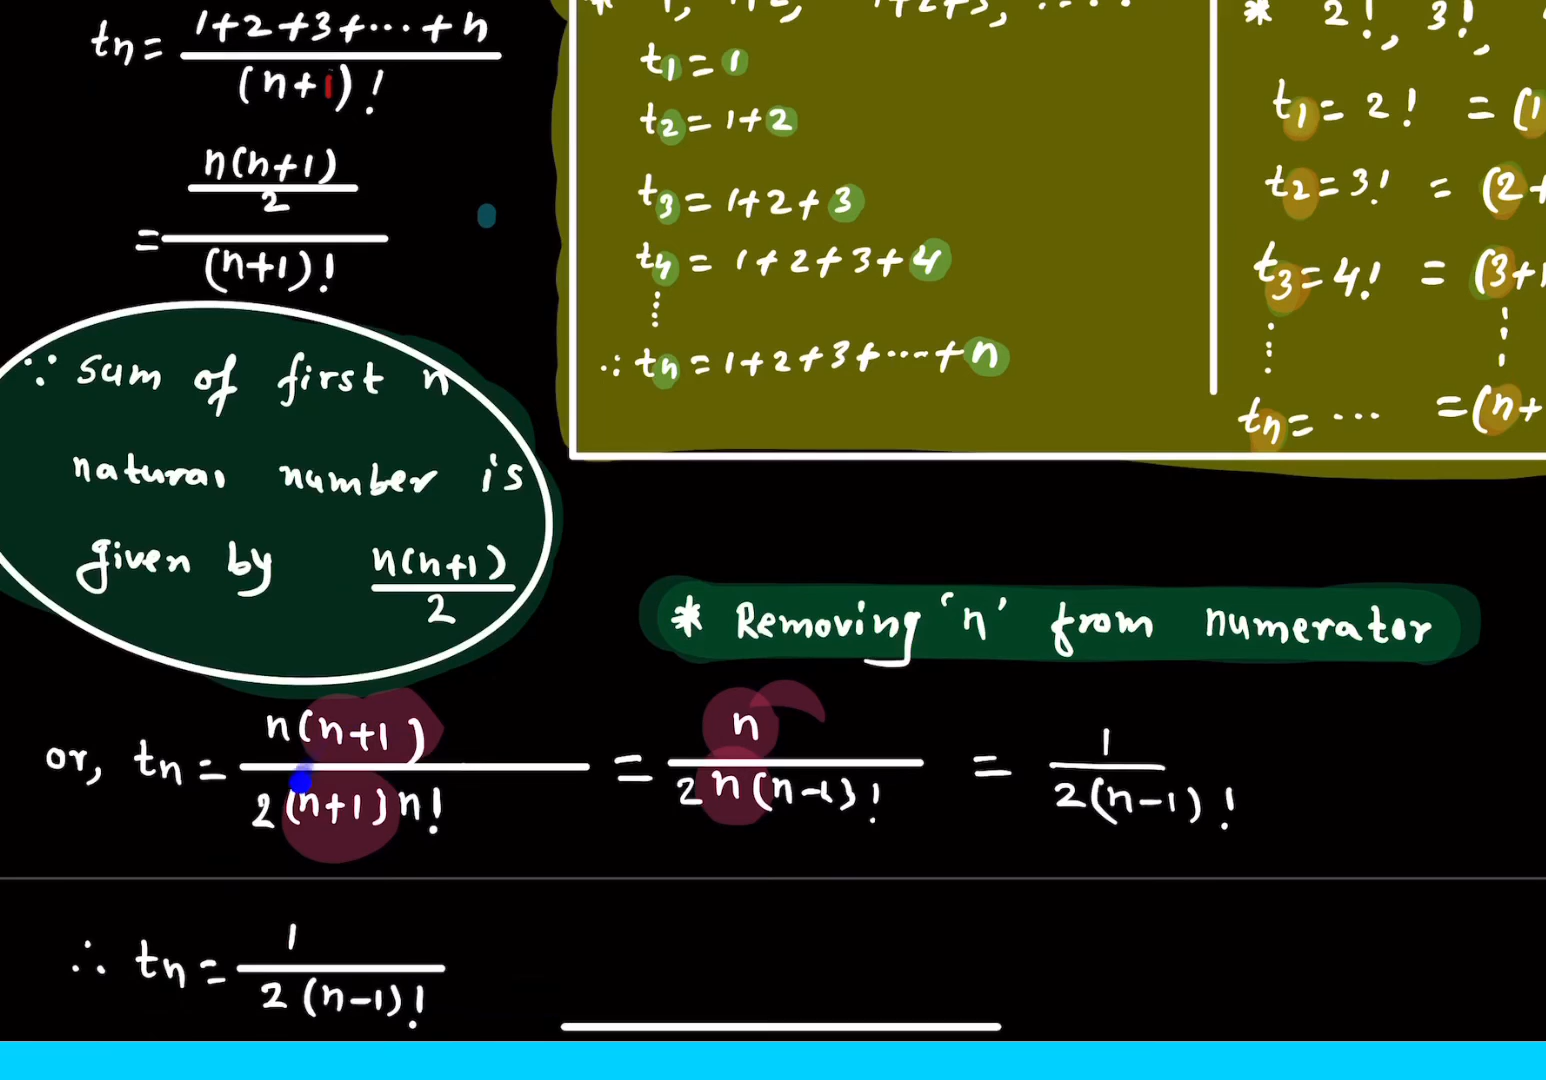 tn = 1+2+3+...+n / (n+1)!
= n(n+1)/2 / (n+1)!
∵ sum of first n
natural number is
given by n(n+1)/2
t1 = 1
t2 = 1+2
t3 = 1+2+3
t4 = 1+2+3+4
⋮
∴ tn = 1+2+3+....+n
* 2!, 3!,
t1 = 2! = (1
t2 = 3! = (2+
t3 = 4! = (3+
⋮ ⋮
tn = ... = (n+
* Removing 'n' from numerator
or, tn = n(n+1) / 2(n+1)n! = n / 2n(n-1)! = 1 / 2(n-1)!
∴ tn = 1 / 2(n-1)!